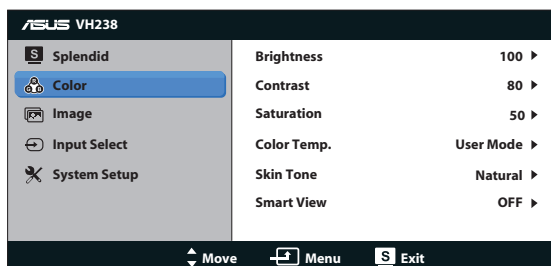 ASUS VH238
S Splendid
Color
Image
Input Select
System Setup
Brightness 100
Contrast 80
Saturation 50
Color Temp. User Mode
Skin Tone Natural
Smart View OFF
Move Menu S Exit